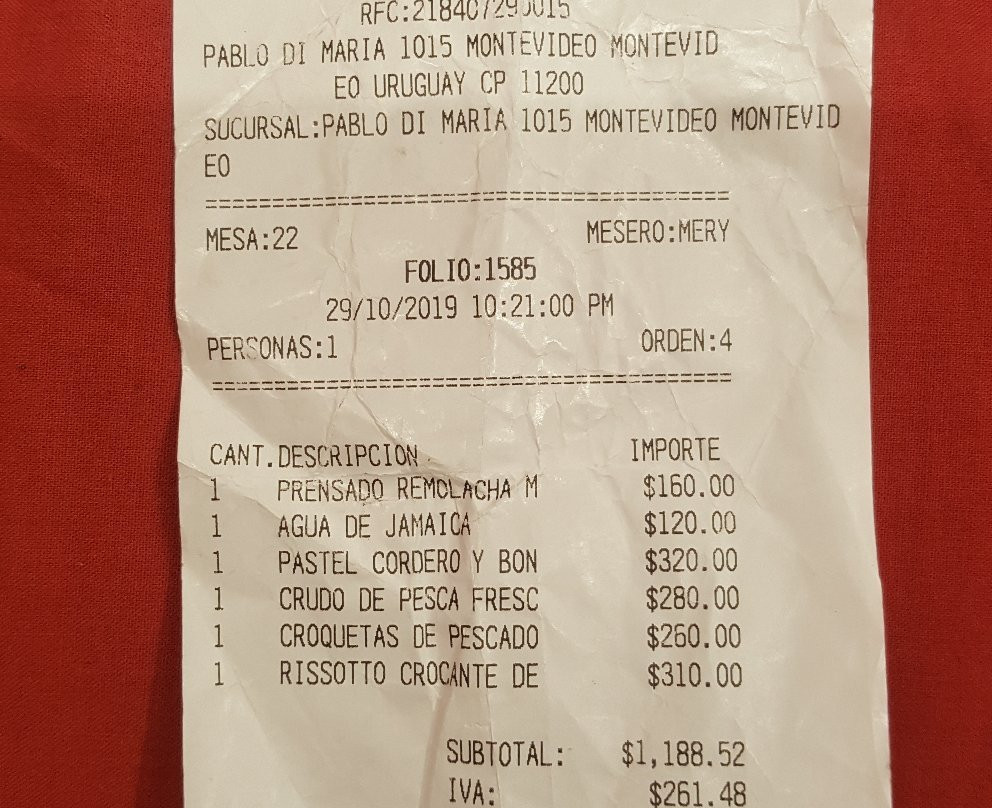 PABLO DI MARIA 1015 MONTEVIDEO MONTEVID
EO URUGUAY CP 11200
SUCURSAL:PABLO DI MARIA 1015 MONTEVIDEO MONTEVID
EO
========================================
MESA:22 MESERO:MERY
FOLIO:1585
29/10/2019 10:21:00 PM
PERSONAS:1 ORDEN:4
========================================
CANT.DESCRIPCION IMPORTE
1 PRENSADO REMOLACHA M $160.00
1 AGUA DE JAMAICA $120.00
1 PASTEL CORDERO Y BON $320.00
1 CRUDO DE PESCA FRESC $280.00
1 CROQUETAS DE PESCADO $260.00
1 RISSOTTO CROCANTE DE $310.00
SUBTOTAL: $1,188.52
IVA: $261.48